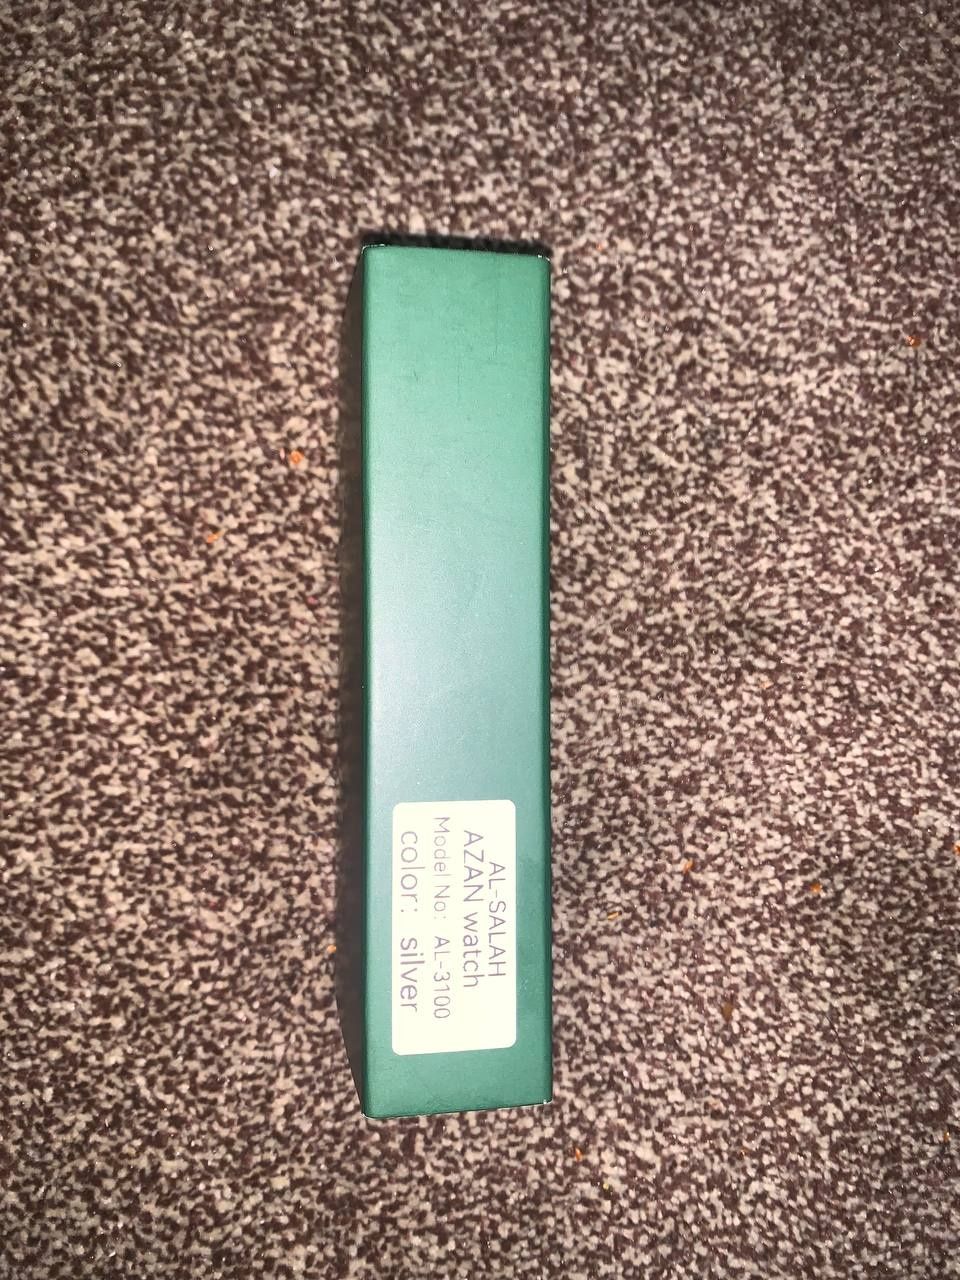 AL-SALAH
AZAN watch
Model No: AL-3100
color: silver